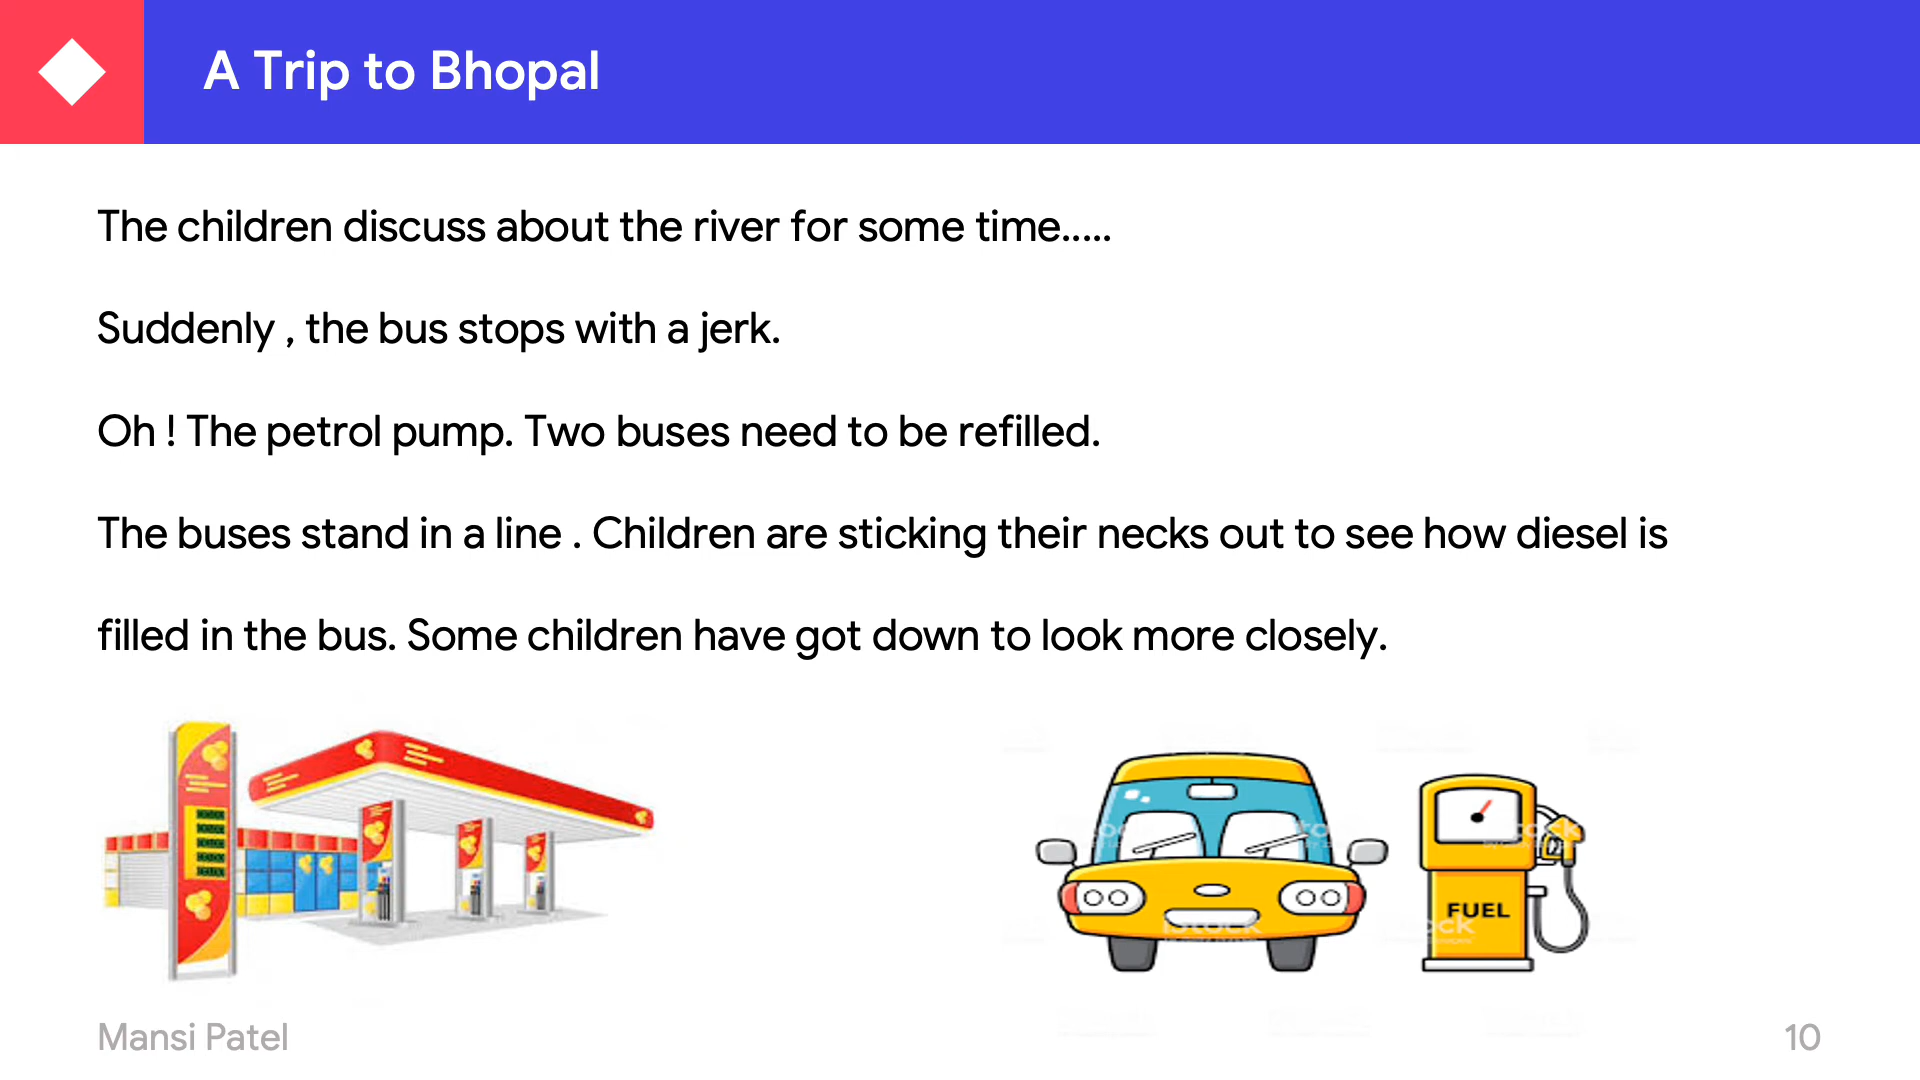 A Trip to Bhopal
The children discuss about the river for some time.....
Suddenly , the bus stops with a jerk.
Oh ! The petrol pump. Two buses need to be refilled.
The buses stand in a line . Children are sticking their necks out to see how diesel is
filled in the bus. Some children have got down to look more closely.
FUEL
iStock
Mansi Patel
10